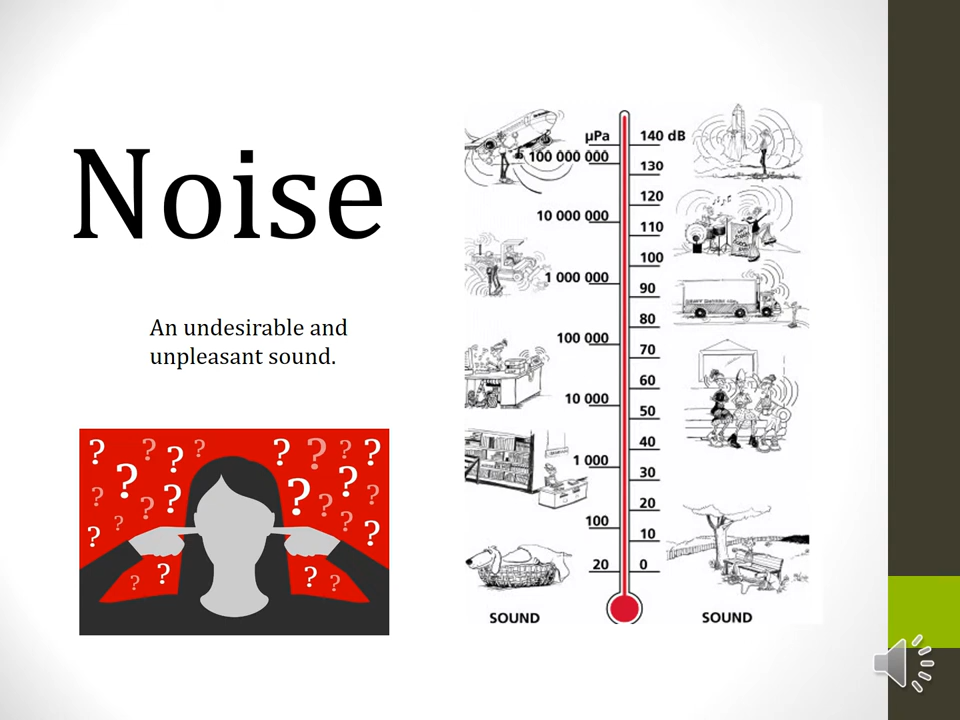 Noise
An undesirable and
unpleasant sound.
? ? ? ? ? ? ? ? ? ? ? ? ? ? ? ? ? ? ? ? ?
µPa
140 dB
100 000 000
130
120
10 000 000
110
100
1 000 000
90
80
100 000
70
60
10 000
50
40
1 000
30
20
100
10
20
0
SOUND
SOUND